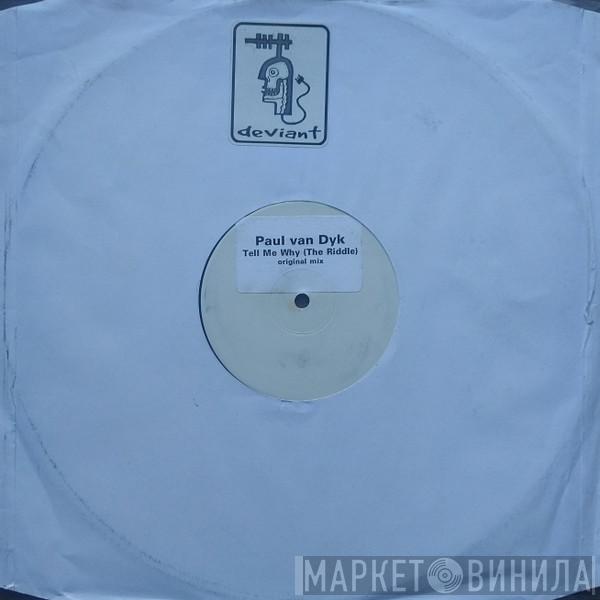 deviant
Paul van Dyk
Tell Me Why (The Riddle)
original mix
МАРКЕТ ВИНИЛА